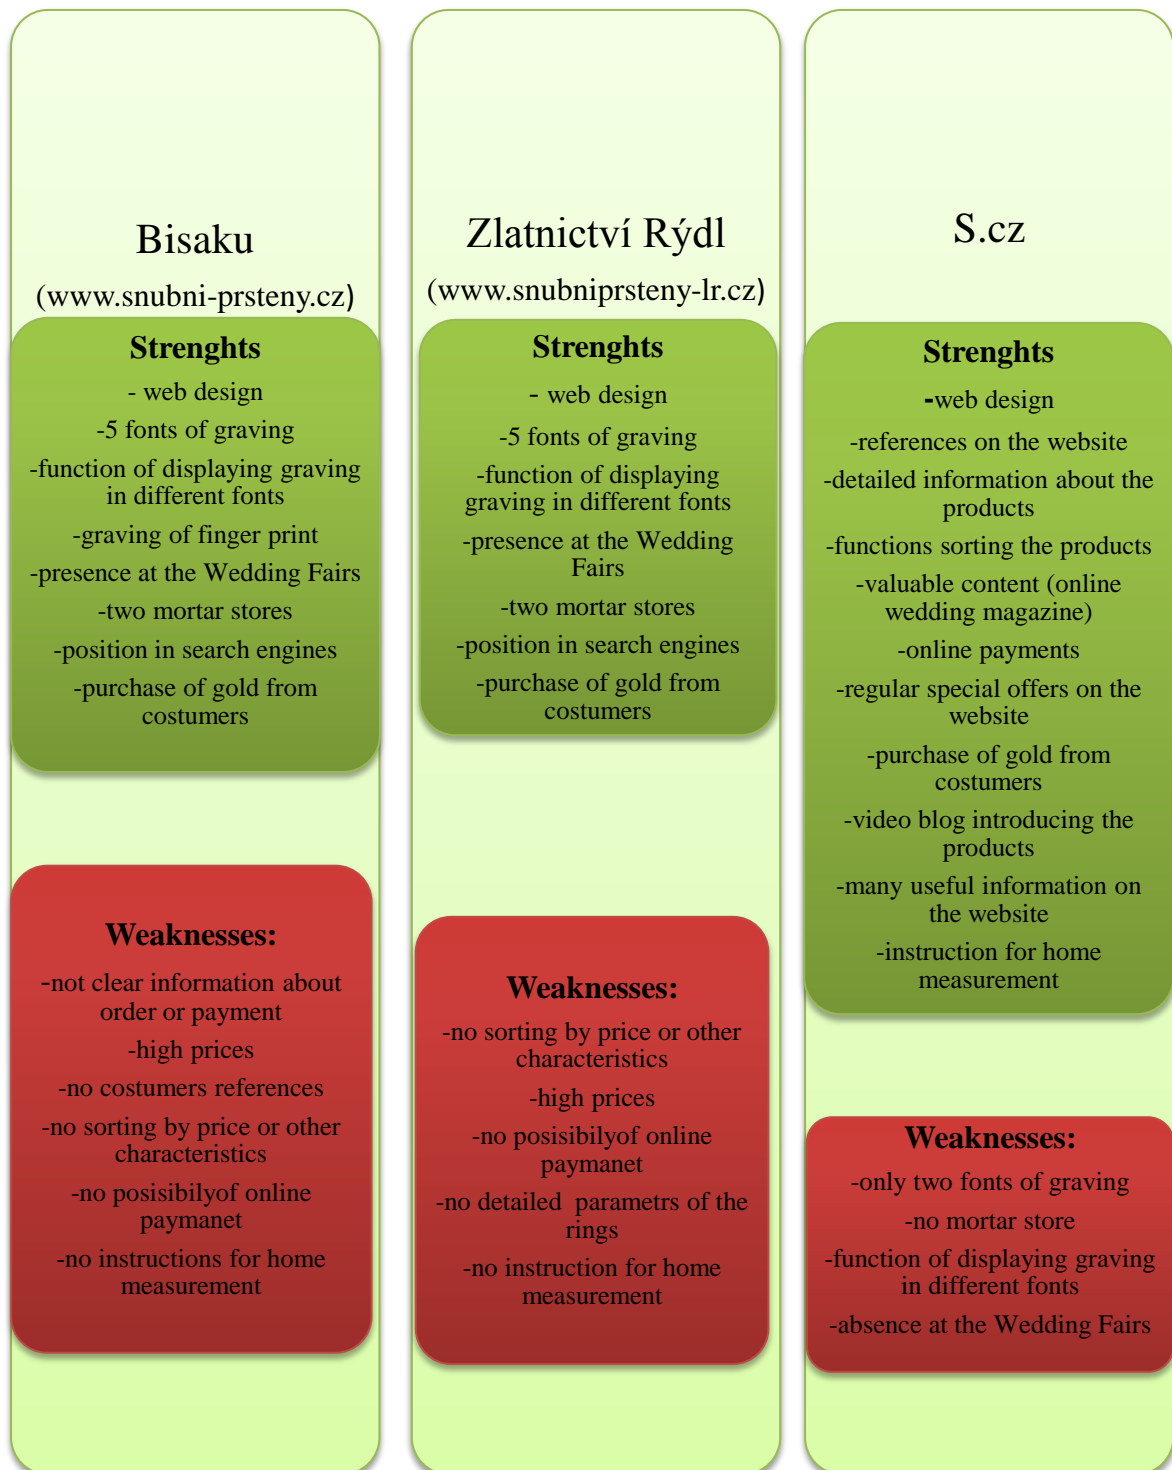 Bisaku
(www.snubni-prsteny.cz)
Strenghts
- web design
-5 fonts of graving
-function of displaying graving
in different fonts
-graving of finger print
-presence at the Wedding Fairs
-two mortar stores
-position in search engines
-purchase of gold from
costumers
Weaknesses:
-not clear information about
order or payment
-high prices
-no costumers references
-no sorting by price or other
characteristics
-no posisibilyof online
paymanet
-no instructions for home
measurement
Zlatnictví Rýdl
(www.snubniprsteny-lr.cz)
Strenghts
- web design
-5 fonts of graving
-function of displaying
graving in different fonts
-presence at the Wedding
Fairs
-two mortar stores
-position in search engines
-purchase of gold from
costumers
Weaknesses:
-no sorting by price or other
characteristics
-high prices
-no posisibilyof online
paymanet
-no detailed  parametrs of the
rings
-no instruction for home
measurement
S.cz
Strenghts
-web design
-references on the website
-detailed information about the
products
-functions sorting the products
-valuable content (online
wedding magazine)
-online payments
-regular special offers on the
website
-purchase of gold from
costumers
-video blog introducing the
products
-many useful information on
the website
-instruction for home
measurement
Weaknesses:
-only two fonts of graving
-no mortar store
-function of displaying graving
in different fonts
-absence at the Wedding Fairs